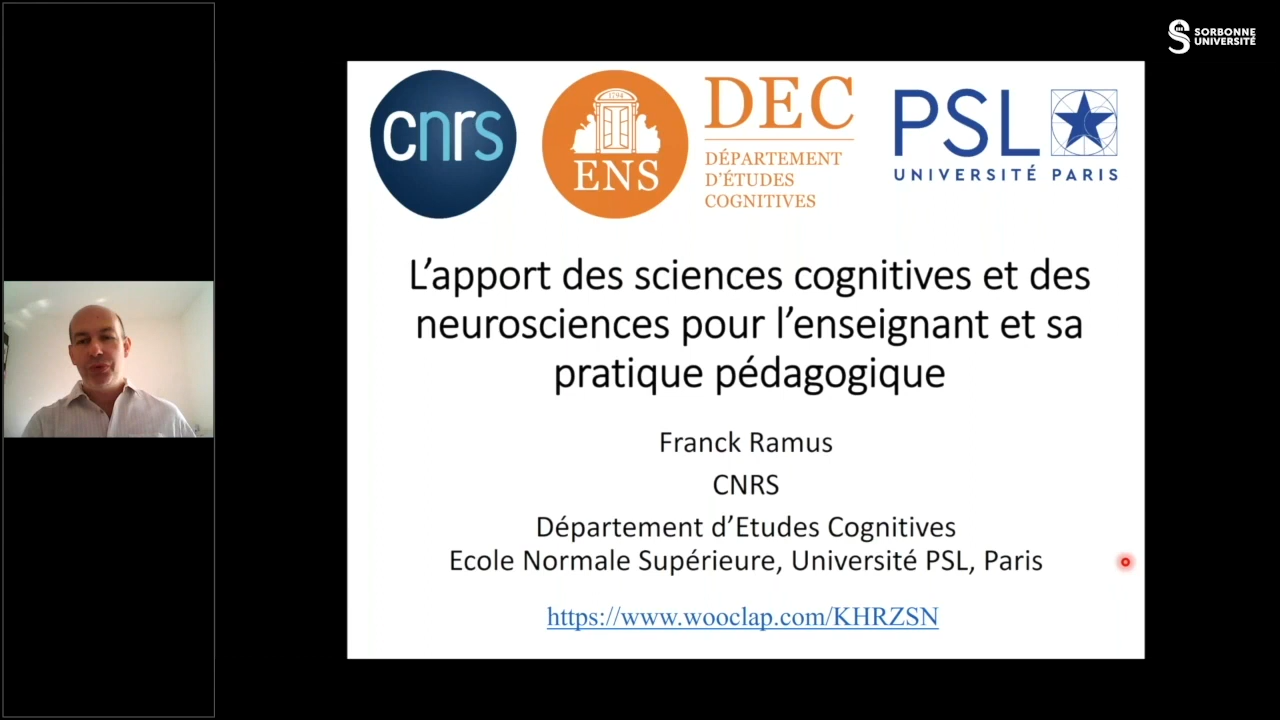 SORBONNE
UNIVERSITÉ
cnrs
1794
ENS
DEC
DÉPARTEMENT
D'ÉTUDES
COGNITIVES
PSL
UNIVERSITÉ PARIS
L'apport des sciences cognitives et des
neurosciences pour l'enseignant et sa
pratique pédagogique
Franck Ramus
CNRS
Département d'Etudes Cognitives
Ecole Normale Supérieure, Université PSL, Paris
https://www.wooclap.com/KHRZSN